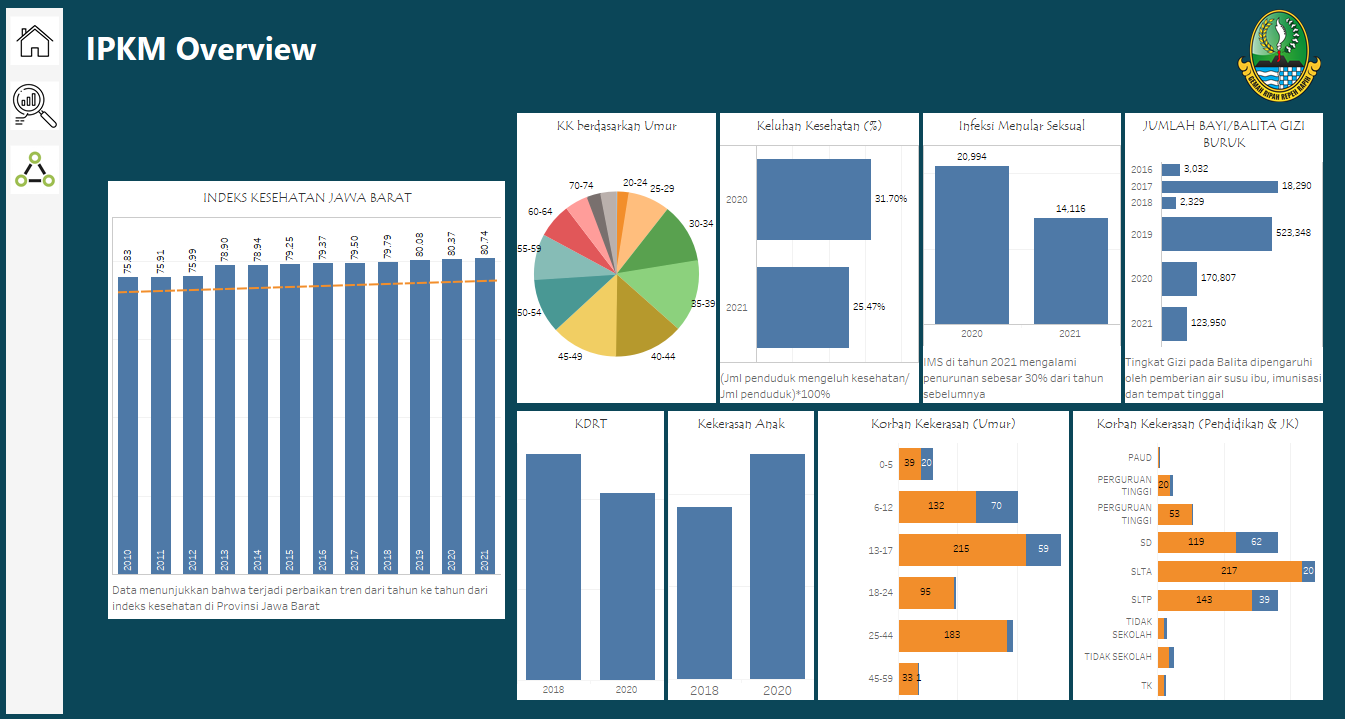 IPKM Overview
GEMAH RIPAH REPEH RAPIH
INDEKS KESEHATAN JAWA BARAT
75.83
75.91
75.99
78.90
78.94
79.25
79.37
79.50
79.79
80.08
80.37
80.74
2010
2011
2012
2013
2014
2015
2016
2017
2018
2019
2020
2021
Data menunjukkan bahwa terjadi perbaikan tren dari tahun ke tahun dari
indeks kesehatan di Provinsi Jawa Barat
KK berdasarkan Umur
70-74
20-24
25-29
60-64
30-34
55-59
35-39
50-54
45-49
40-44
Keluhan Kesehatan (%)
2020
31.70%
2021
25.47%
(Jml penduduk mengeluh kesehatan/
Jml penduduk)*100%
Infeksi Menular Seksual
20,994
14,116
2020
2021
IMS di tahun 2021 mengalami
penurunan sebesar 30% dari tahun
sebelumnya
JUMLAH BAYI/BALITA GIZI
BURUK
2016 3,032
2017 18,290
2018 2,329
2019 523,348
2020 170,807
2021 123,950
Tingkat Gizi pada Balita dipengaruhi
oleh pemberian air susu ibu, imunisasi
dan tempat tinggal
KDRT
2018
2020
Kekerasan Anak
2018
2020
Korban Kekerasan (Umur)
0-5 39 20
6-12 132 70
13-17 215 59
18-24 95
25-44 183
45-59 33 1
Korban Kekerasan (Pendidikan & JK)
PAUD
PERGURUAN
TINGGI
20
PERGURUAN
TINGGI
53
SD 119 62
SLTA 217 20
SLTP 143 39
TIDAK
SEKOLAH
TIDAK SEKOLAH
TK